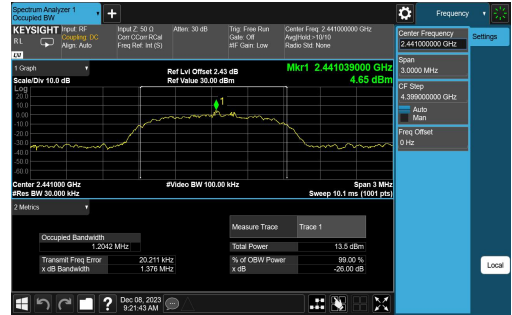 Spectrum Analyzer 1
Occupied BW
Frequency
KEYSIGHT
R L
Input: RF
Coupling: DC
Align: Auto
Input Z: 50 Ω
Corr CCorr RCal
Freq Ref: Int (S)
Atten: 30 dB
Trig: Free Run
Gate: Off
#IF Gain: Low
Center Freq: 2.441000000 GHz
Avg|Hold:>10/10
Radio Std: None
Center Frequency
2.441000000 GHz
Settings
Span
3.0000 MHz
CF Step
4.399000000 GHz
Auto
Man
Freq Offset
0 Hz
1 Graph
Scale/Div 10.0 dB
Ref Lvl Offset 2.43 dB
Ref Value 30.00 dBm
Mkr1 2.441039000 GHz
4.65 dBm
Log
20.0
10.0
0.00
-10.0
-20.0
-30.0
-40.0
-50.0
-60.0
1
Center 2.441000 GHz
#Res BW 30.000 kHz
#Video BW 100.00 kHz
Span 3 MHz
Sweep 10.1 ms (1001 pts)
2 Metrics
Measure Trace Trace 1
Occupied Bandwidth
1.2042 MHz
Total Power 13.5 dBm
Transmit Freq Error 20.211 kHz
% of OBW Power 99.00 %
x dB Bandwidth 1.376 MHz
x dB -26.00 dB
Local
Dec 08, 2023
9:21:43 AM